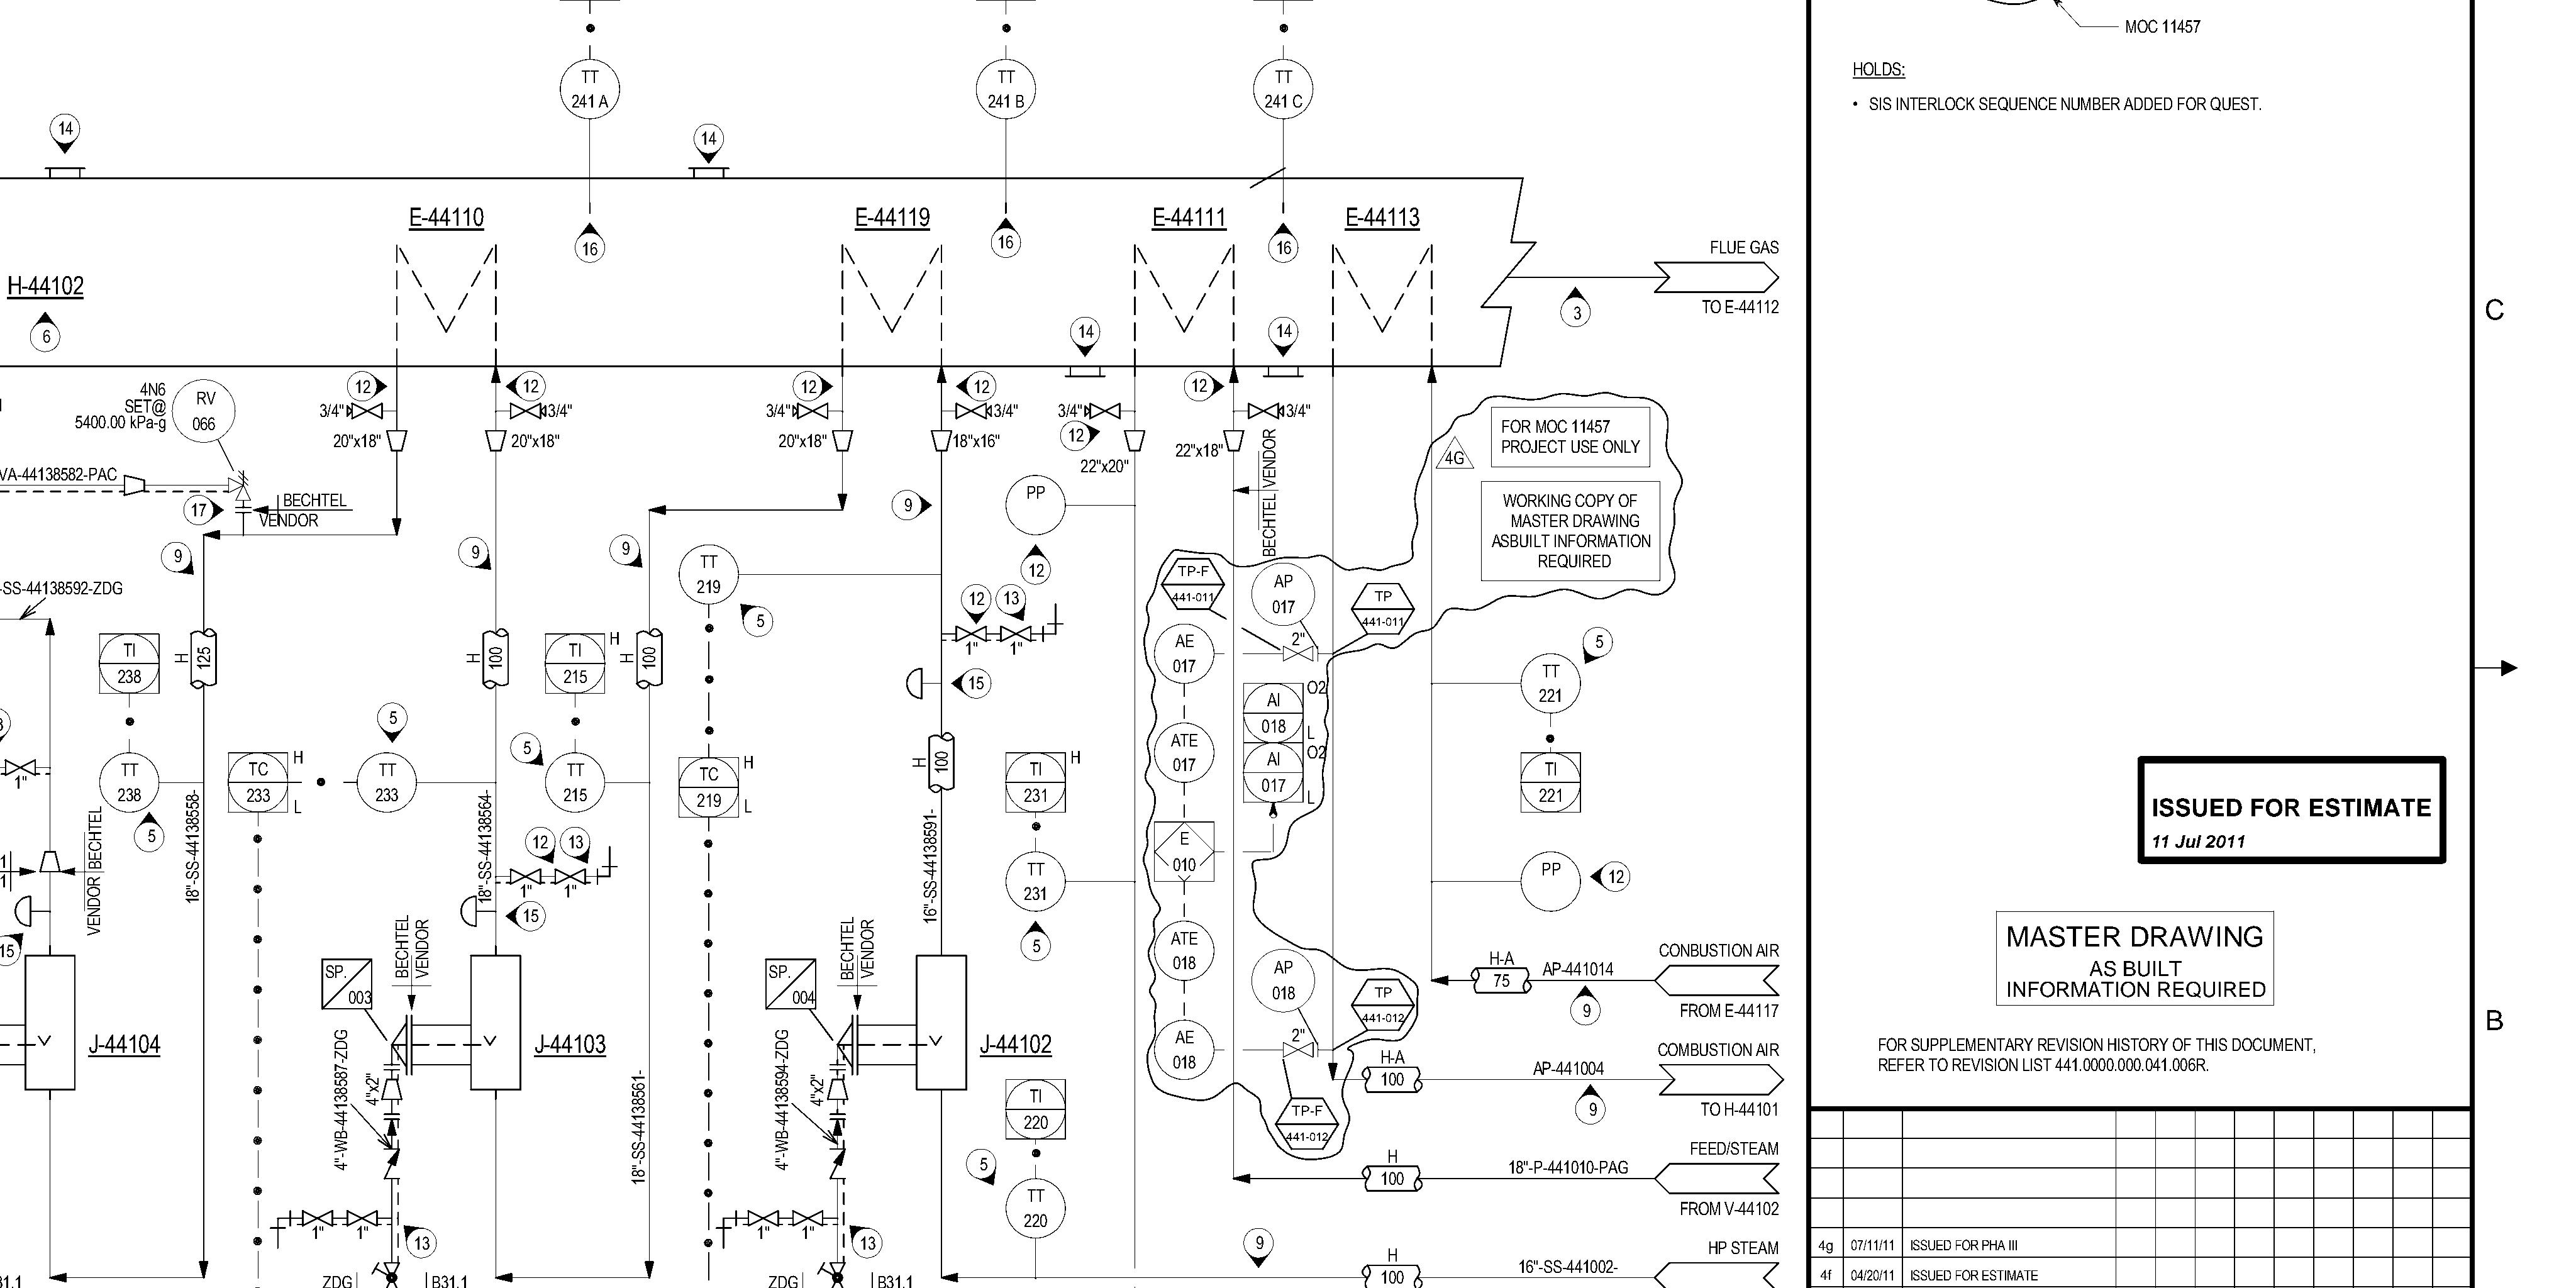 MOC 11457
HOLDS:
• SIS INTERLOCK SEQUENCE NUMBER ADDED FOR QUEST.
TT
241 A
TT
241 B
TT
241 C
14
14
E-44110
E-44119
E-44111
E-44113
16
16
16
FLUE GAS
H-44102
TO E-44112
3
6
14
14
C
4N6
SET@
5400.00 kPa-g
RV
066
12
12
12
12
12
3/4"
3/4"
3/4"
3/4"
3/4"
3/4"
12
20"x18"
20"x18"
20"x18"
18"x16"
22"x20"
22"x18"
BECHTEL
VENDOR
FOR MOC 11457
PROJECT USE ONLY
4G
WORKING COPY OF
MASTER DRAWING
ASBUILT INFORMATION
REQUIRED
VA-44138582-PAC
17
BECHTEL
VENDOR
9
9
9
9
PP
12
TT
219
5
-SS-44138592-ZDG
TP-F
441-011
AP
017
TP
441-011
12
13
1"
1"
2"
AE
017
TI
238
H
125
H
100
TI
215
H
H
100
15
5
TT
221
AI
018
O2
L
ATE
017
AI
017
O2
L
5
TT
238
5
TC
233
H
L
TT
233
5
TT
215
TC
219
H
L
H
100
TI
231
H
TI
221
1"
18"-SS-44138558-
18"-SS-44138564-
16"-SS-44138591-
E
010
ISSUED FOR ESTIMATE
11 Jul 2011
VENDOR
BECHTEL
12
13
1"
1"
15
TT
231
5
PP
12
15
BECHTEL
VENDOR
BECHTEL
VENDOR
ATE
018
AP
018
TP
441-012
MASTER DRAWING
AS BUILT
INFORMATION REQUIRED
CONBUSTION AIR
H-A
75
AP-441014
9
FROM E-44117
SP.
003
SP.
004
J-44104
J-44103
J-44102
AE
018
2"
B
FOR SUPPLEMENTARY REVISION HISTORY OF THIS DOCUMENT,
REFER TO REVISION LIST 441.0000.000.041.006R.
COMBUSTION AIR
H-A
100
AP-441004
9
TO H-44101
4"-WB-44138587-ZDG
4"x2"
18"-SS-44138561-
4"-WB-44138594-ZDG
4"x2"
TI
220
TP-F
441-012
FEED/STEAM
H
100
18"-P-441010-PAG
FROM V-44102
5
TT
220
1"
1"
13
1"
1"
13
9
HP STEAM
H
100
16"-SS-441002-
4g 07/11/11 ISSUED FOR PHA III
4f 04/20/11 ISSUED FOR ESTIMATE
ZDG
B31.1
ZDG
B31.1